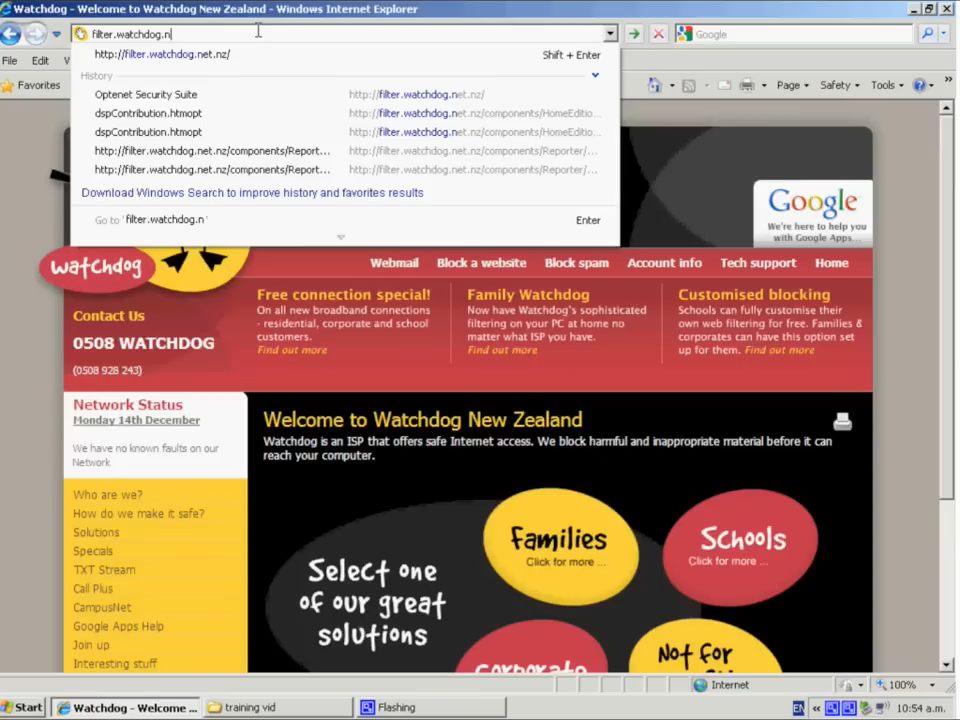 Watchdog - Welcome to Watchdog New Zealand - Windows Internet Explorer
filter.watchdog.n
Google
http://filter.watchdog.net.nz/ Shift + Enter
File Edit
History
Favorites
Page Safety Tools
Optenet Security Suite http://filter.watchdog.net.nz/
dspContribution.htmopt http://filter.watchdog.net.nz/components/HomeEditio...
dspContribution.htmopt http://filter.watchdog.net.nz/components/HomeEditio...
http://filter.watchdog.net.nz/components/Report... http://filter.watchdog.net.nz/components/Reporter/...
http://filter.watchdog.net.nz/components/Report... http://filter.watchdog.net.nz/components/Reporter/...
Download Windows Search to improve history and favorites results
Go to 'filter.watchdog.n' Enter
Google
We're here to help you
with Google Apps...
watchdog
Webmail Block a website Block spam Account info Tech support Home
Contact Us
0508 WATCHDOG
(0508 928 243)
Free connection special!
On all new broadband connections
- residential, corporate and school
customers.
Find out more
Family Watchdog
Now have Watchdog's sophisticated
filtering on your PC at home no
matter what ISP you have.
Find out more
Customised blocking
Schools can fully customise their
own web filtering for free. Families &
corporates can have this option set
up for them. Find out more
Network Status
Monday 14th December
We have no known faults on our
Network
Who are we?
How do we make it safe?
Solutions
Specials
TXT Stream
Call Plus
CampusNet
Google Apps Help
Join up
Interesting stuff
Welcome to Watchdog New Zealand
Watchdog is an ISP that offers safe Internet access. We block harmful and inappropriate material before it can
reach your computer.
Select one
of our great
solutions
Families
Click for more ...
Schools
Click for more ...
Corporate
Not for
Internet 100%
Start Watchdog - Welcome ... training vid Flashing EN 10:54 a.m.